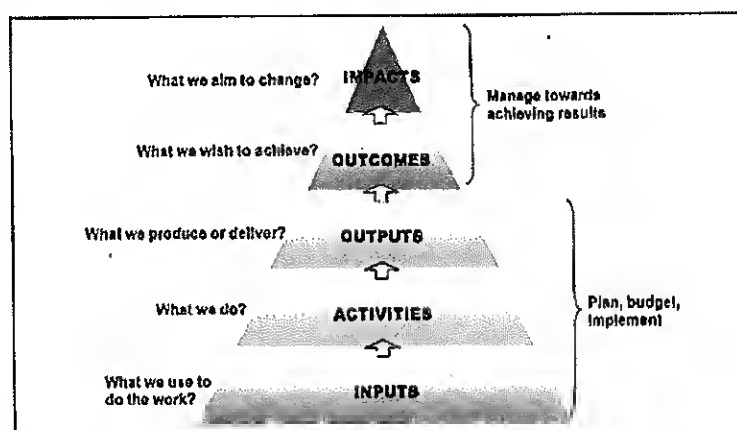 What we aim to change?
IMPACTS
Manage towards
achieving results
What we wish to achieve?
OUTCOMES
What we produce or deliver?
OUTPUTS
What we do?
ACTIVITIES
Plan, budget,
Implement
What we use to
do the work?
INPUTS